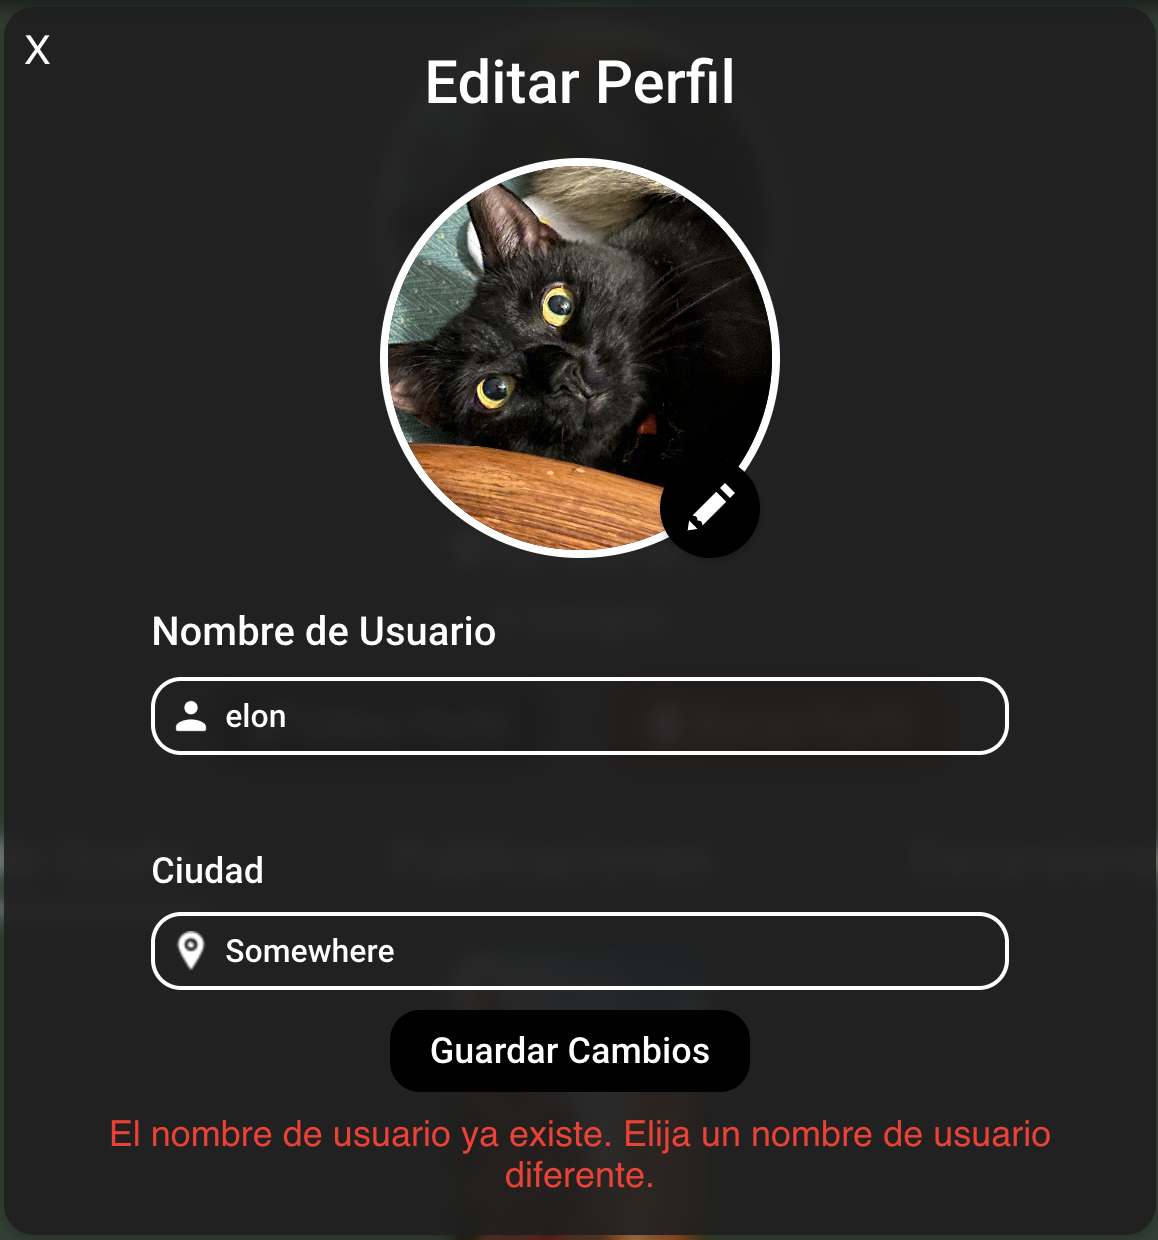 X
Editar Perfil
Nombre de Usuario
elon
Ciudad
Somewhere
Guardar Cambios
El nombre de usuario ya existe. Elija un nombre de usuario
diferente.